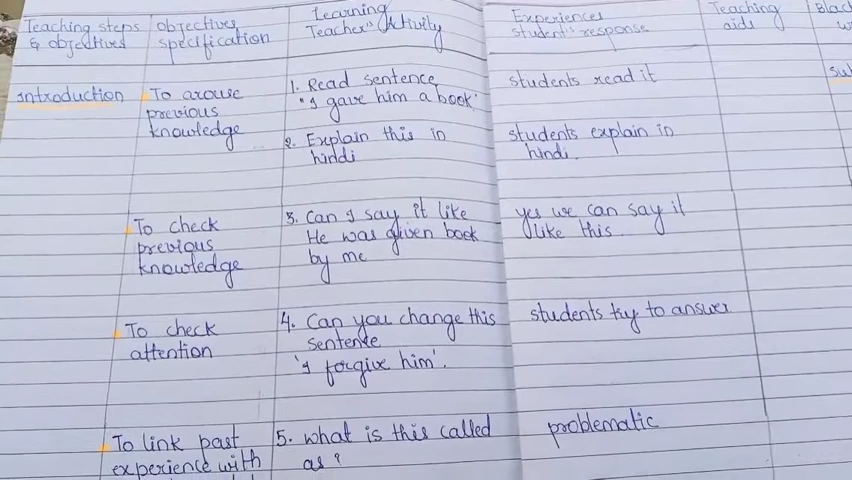 Teaching steps
& objectives
objectives
specification
Learning
Teacher's Activity
Experiences
student's response
Teaching
aids
Blac
Introduction
To arouse
previous
knowledge
1. Read sentence
"I gave him a book"
students read it
Su
2. Explain this in
hindi
students explain in
hindi.
To check
previous
knowledge
3. Can I say it like
He was given book
by me
yes we can say it
like this.
To check
attention
4. Can you change this
sentence
'I forgive him'.
students try to answer
To link past
experience with
5. what is this called
as ?
problematic